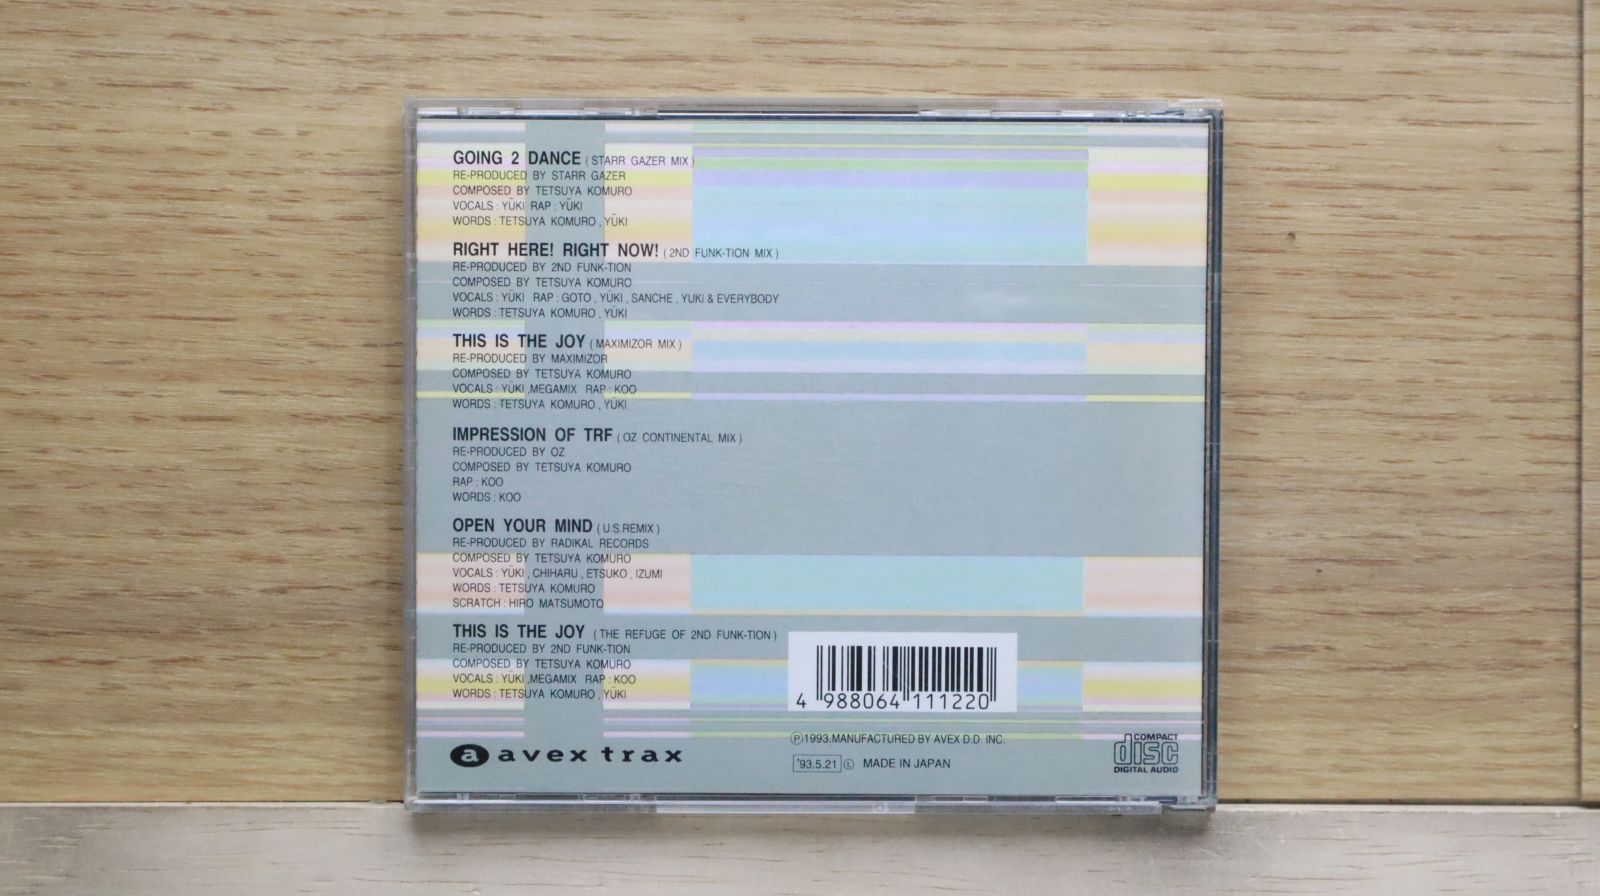 GOING 2 DANCE ( STARR GAZER MIX )
RE-PRODUCED BY STARR GAZER
COMPOSED BY TETSUYA KOMURO
VOCALS : YŪKI RAP : YŪKI
WORDS : TETSUYA KOMURO , YŪKI
RIGHT HERE! RIGHT NOW! ( 2ND FUNK-TION MIX )
RE-PRODUCED BY 2ND FUNK-TION
COMPOSED BY TETSUYA KOMURO
VOCALS : YŪKI RAP : GOTO , YŪKI , SANCHE , YUKI & EVERYBODY
WORDS : TETSUYA KOMURO , YŪKI
THIS IS THE JOY ( MAXIMIZOR MIX )
RE-PRODUCED BY MAXIMIZOR
COMPOSED BY TETSUYA KOMURO
VOCALS : YŪKI ,MEGAMIX RAP : KOO
WORDS : TETSUYA KOMURO , YŪKI
IMPRESSION OF TRF ( OZ CONTINENTAL MIX )
RE-PRODUCED BY OZ
COMPOSED BY TETSUYA KOMURO
RAP : KOO
WORDS : KOO
OPEN YOUR MIND ( U.S.REMIX )
RE-PRODUCED BY RADIKAL RECORDS
COMPOSED BY TETSUYA KOMURO
VOCALS : YŪKI , CHIHARU , ETSUKO , IZUMI
WORDS : TETSUYA KOMURO
SCRATCH : HIRO MATSUMOTO
THIS IS THE JOY ( THE REFUGE OF 2ND FUNK-TION )
RE-PRODUCED BY 2ND FUNK-TION
COMPOSED BY TETSUYA KOMURO
VOCALS : YŪKI ,MEGAMIX RAP : KOO
WORDS : TETSUYA KOMURO , YŪKI
4 988064 111220
a avex trax
Ⓟ1993,MANUFACTURED BY AVEX D.D. INC.
'93.5.21 Ⓛ MADE IN JAPAN
COMPACT
disc
DIGITAL AUDIO